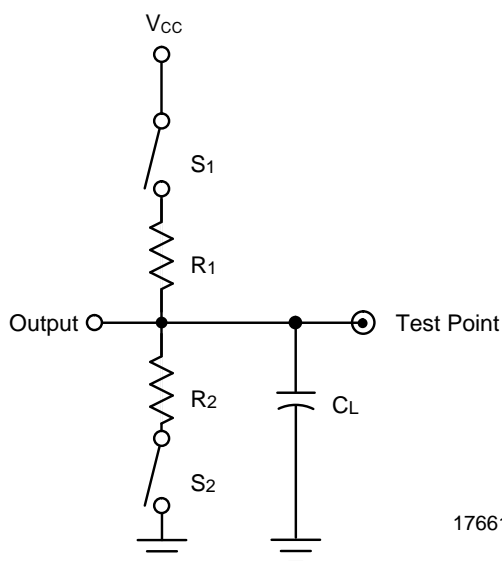 VCC
S1
R1
Output
Test Point
R2
CL
S2
17661